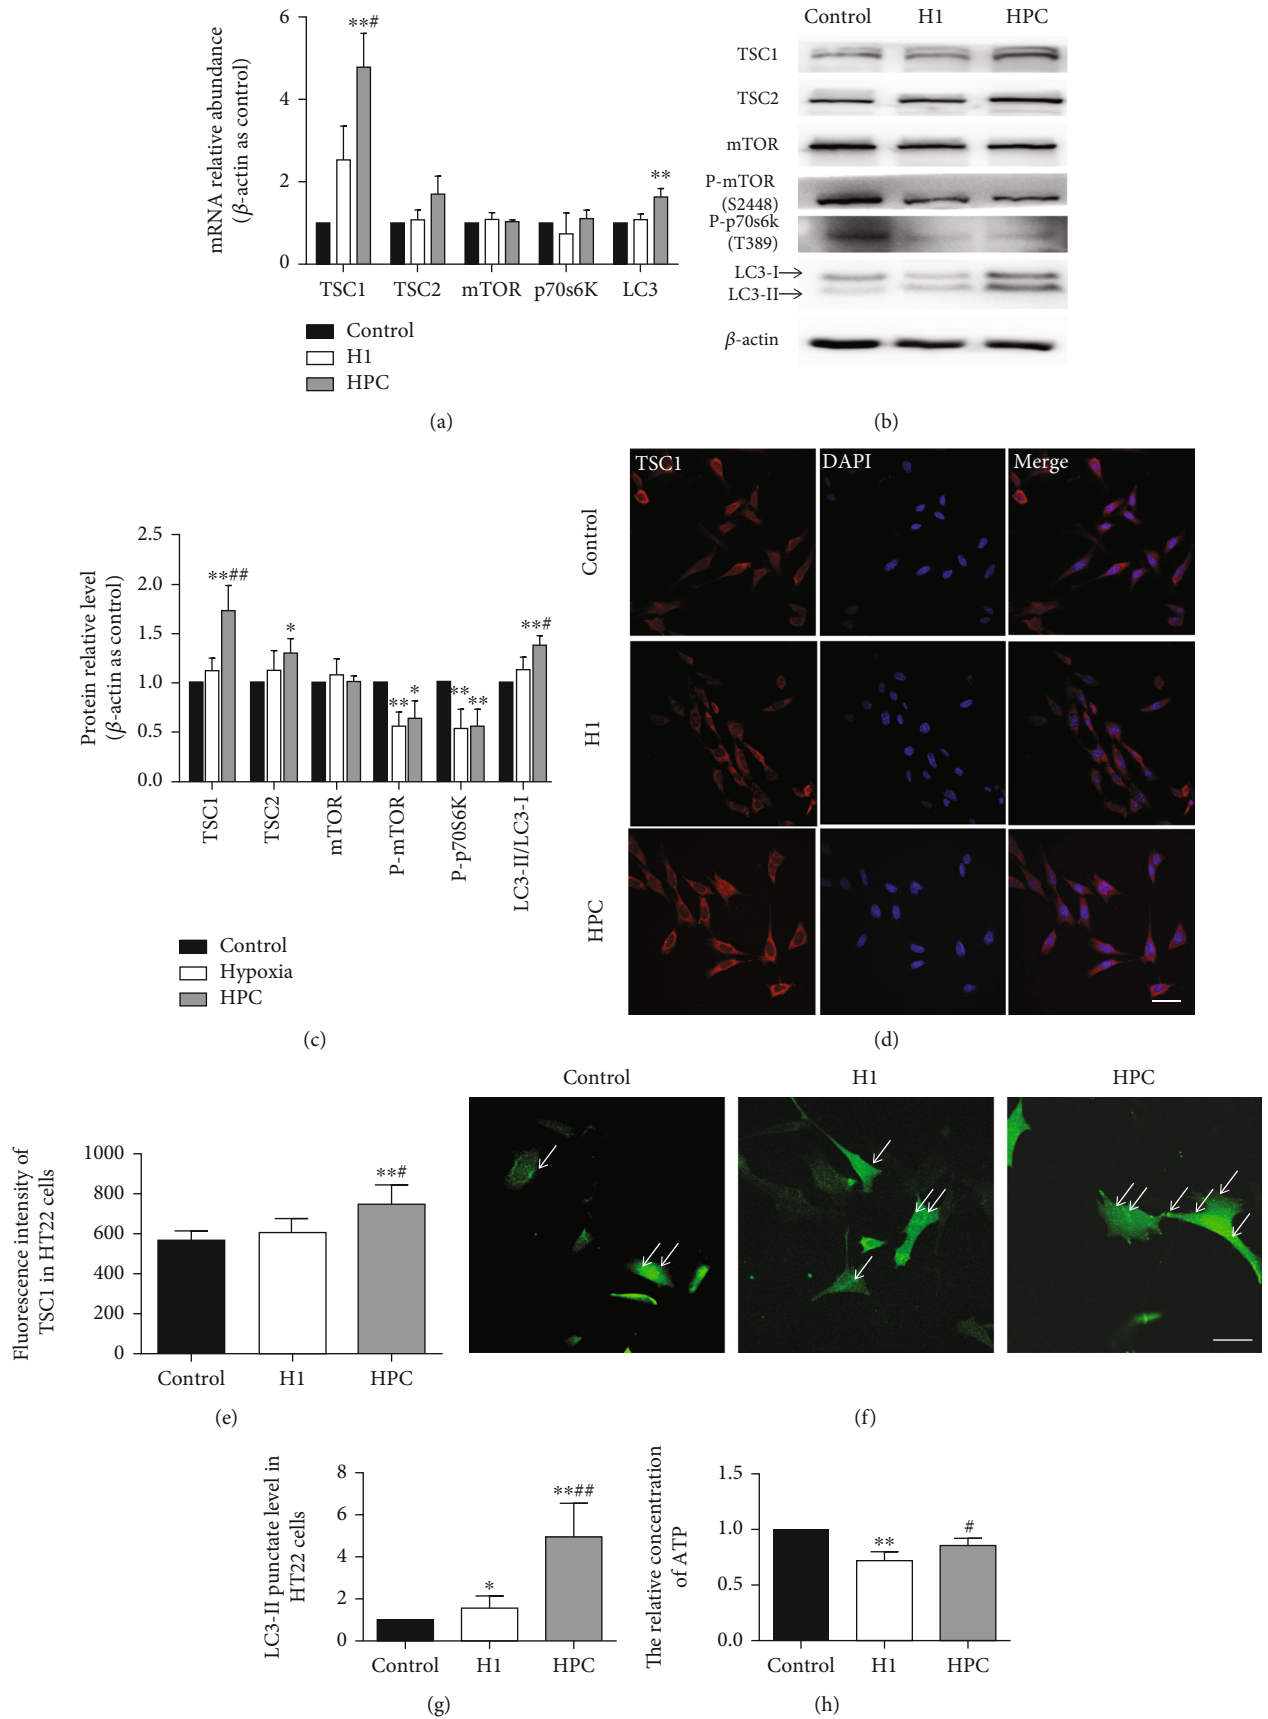 mRNA relative abundance
(β-actin as control)
6
4
2
0
**#
**
TSC1 TSC2 mTOR p70s6K LC3
Control
H1
HPC
(a)
Control H1 HPC
TSC1
TSC2
mTOR
P-mTOR
(S2448)
P-p70s6k
(T389)
LC3-I
LC3-II
β-actin
(b)
Protein relative level
(β-actin as control)
2.5
2.0
1.5
1.0
0.5
0.0
**##
*
**
*
**
**
**#
TSC1
TSC2
mTOR
P-mTOR
P-p70S6K
LC3-II/LC3-I
Control
Hypoxia
HPC
(c)
TSC1 DAPI Merge
Control
H1
HPC
(d)
Fluorescence intensity of
TSC1 in HT22 cells
1000
800
600
400
200
0
**#
Control H1 HPC
(e)
Control H1 HPC
(f)
LC3-II punctate level in
HT22 cells
8
6
4
2
0
*
**##
Control H1 HPC
(g)
The relative concentration
of ATP
1.5
1.0
0.5
0.0
**
#
Control H1 HPC
(h)